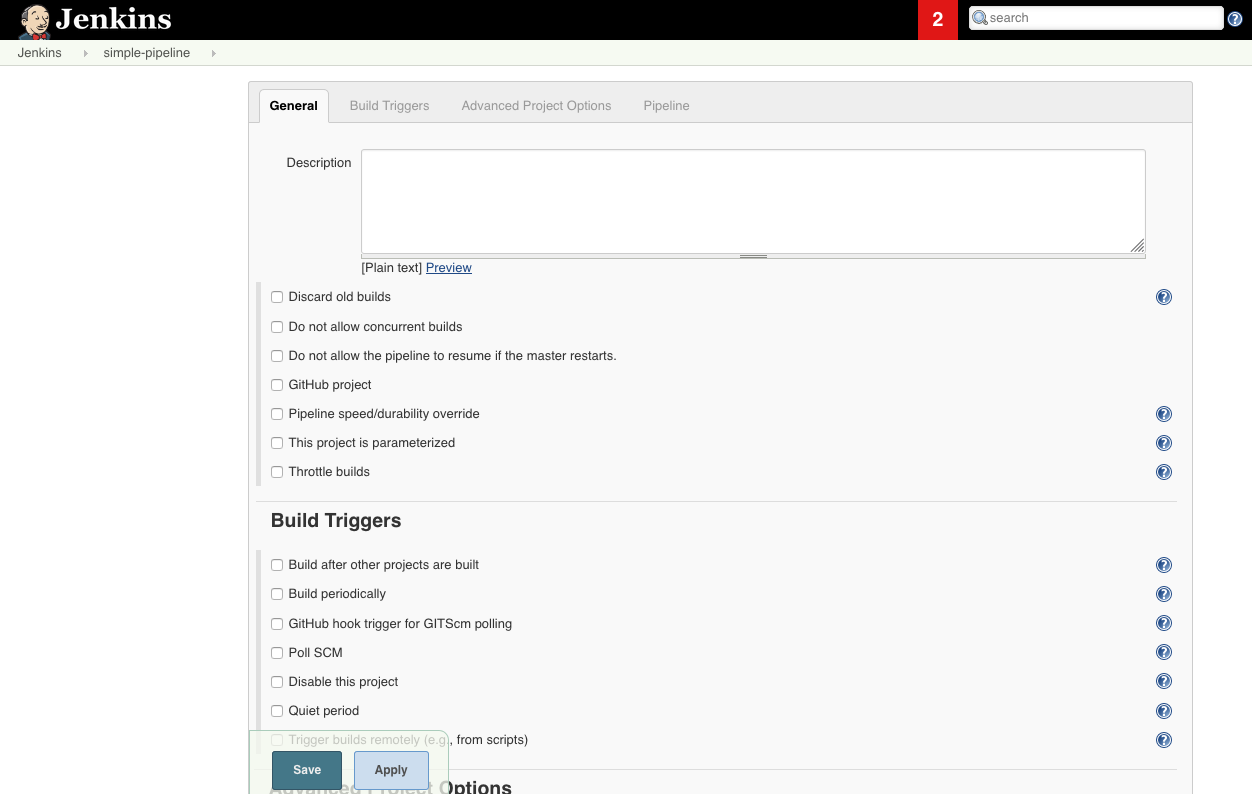 Jenkins
2
search
Jenkins
simple-pipeline
General
Build Triggers
Advanced Project Options
Pipeline
Description
[Plain text] Preview
Discard old builds
Do not allow concurrent builds
Do not allow the pipeline to resume if the master restarts.
GitHub project
Pipeline speed/durability override
This project is parameterized
Throttle builds
Build Triggers
Build after other projects are built
Build periodically
GitHub hook trigger for GITScm polling
Poll SCM
Disable this project
Quiet period
Trigger builds remotely (e.g., from scripts)
Save
Apply
Advanced Project Options